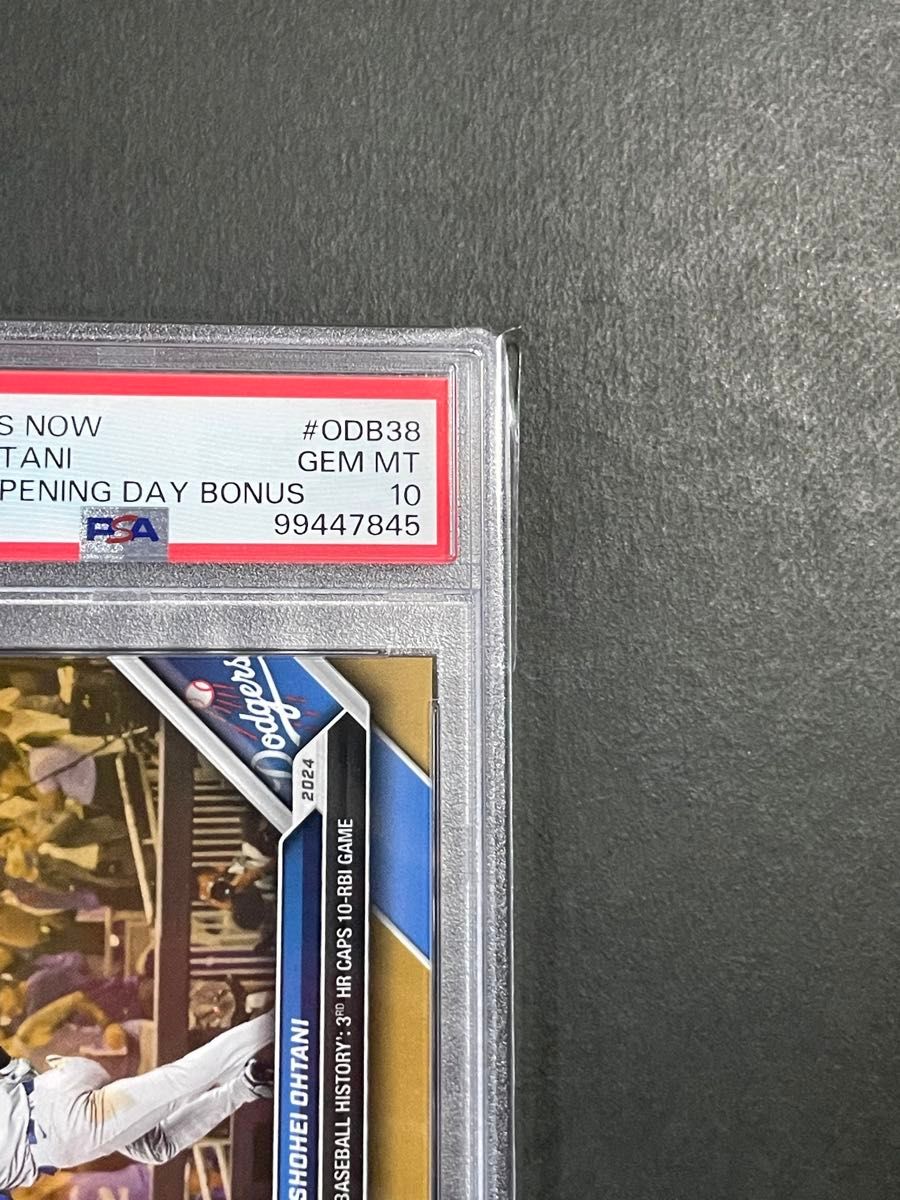 S NOW
#ODB38
TANI
GEM MT
PENING DAY BONUS
10
PSA
99447845
Dodgers
2024
SHOHEI OHTANI
BASEBALL HISTORY': 3RD HR CAPS 10-RBI GAME